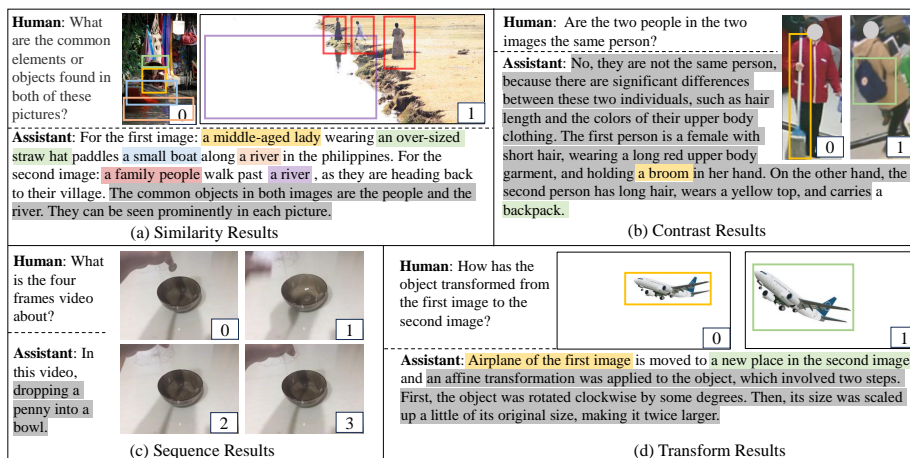 Human: What
are the common
elements or
objects found
in both of these
pictures?
0
1
Assistant: For the first image: a middle-aged lady wearing an over-sized
straw hat paddles a small boat along a river in the philippines. For the
second image: a family people walk past a river , as they are heading back
to their village. The common objects in both images are the people and the
river. They can be seen prominently in each picture.
(a) Similarity Results
Human: Are the two people in the two
images the same person?
Assistant: No, they are not the same person,
because there are significant differences
between these two individuals, such as hair
length and the colors of their upper body
clothing. The first person is a female with
short hair, wearing a long red upper body
garment, and holding a broom in her hand. On the other hand, the
second person has long hair, wears a yellow top, and carries a
backpack.
0
1
(b) Contrast Results
Human: What
is the four
frames video
about?
Assistant: In
this video,
dropping a
penny into a
bowl.
0
1
2
3
(c) Sequence Results
Human: How has the
object transformed from
the first image to the
second image?
0
1
Assistant: Airplane of the first image is moved to a new place in the second image
and an affine transformation was applied to the object, which involved two steps.
First, the object was rotated clockwise by some degrees. Then, its size was scaled
up a little of its original size, making it twice larger.
(d) Transform Results